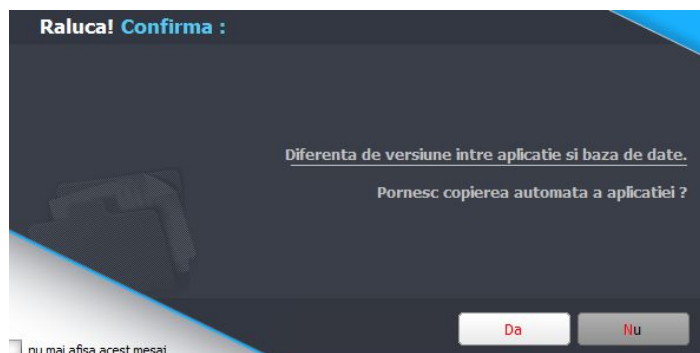 Raluca! Confirma :
Diferenta de versiune intre aplicatie si baza de date.
Pornesc copierea automata a aplicatiei ?
Da
Nu
nu mai afisa acest mesaj